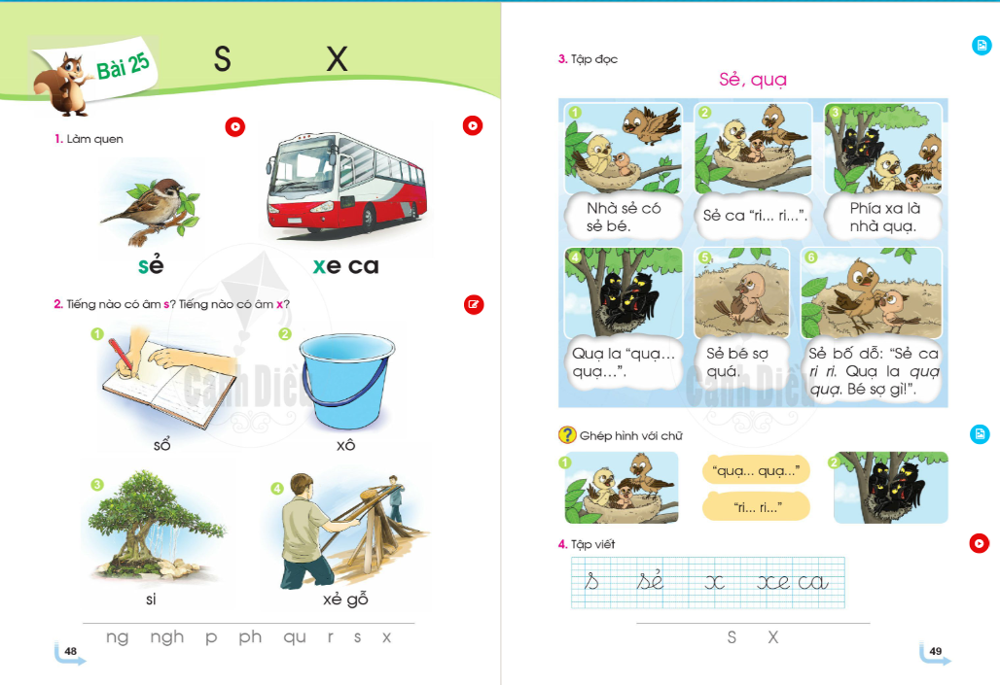 Bài 25
S X
1. Làm quen
sẻ
xe ca
2. Tiếng nào có âm s? Tiếng nào có âm x?
1
2
sổ
xô
3
4
si
xẻ gỗ
ng ngh p ph qu r s x
48
3. Tập đọc
Sẻ, quạ
1
2
3
Nhà sẻ có
sẻ bé.
Sẻ ca “ri... ri...”.
Phía xa là
nhà quạ.
4
5
6
Quạ la “quạ...
quạ...”.
Sẻ bé sợ
quá.
Sẻ bố dỗ: “Sẻ ca
ri ri. Quạ la quạ
quạ. Bé sợ gì!”.
? Ghép hình với chữ
1
“quạ... quạ...”
2
“ri... ri...”
4. Tập viết
s sẻ x xe ca
S X
49
Cánh Diều
Cánh Diều